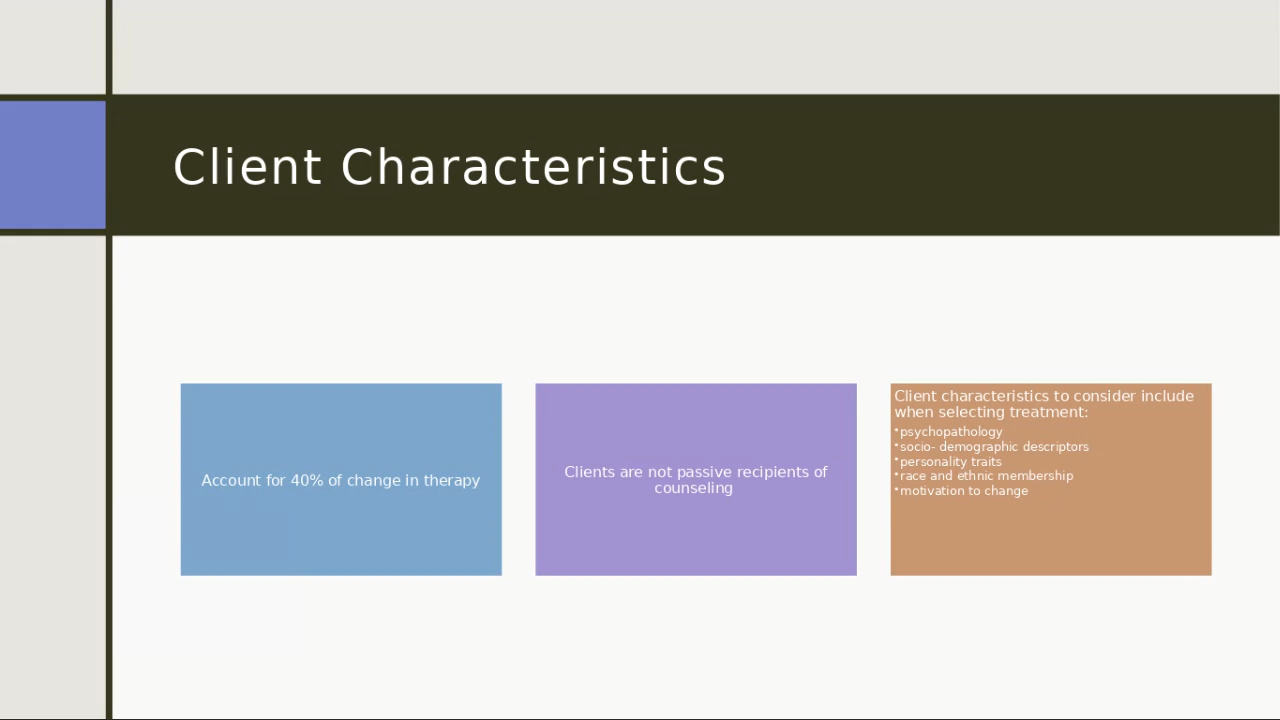 Client Characteristics
Account for 40% of change in therapy
Clients are not passive recipients of
counseling
Client characteristics to consider include
when selecting treatment:
•psychopathology
•socio- demographic descriptors
•personality traits
•race and ethnic membership
•motivation to change